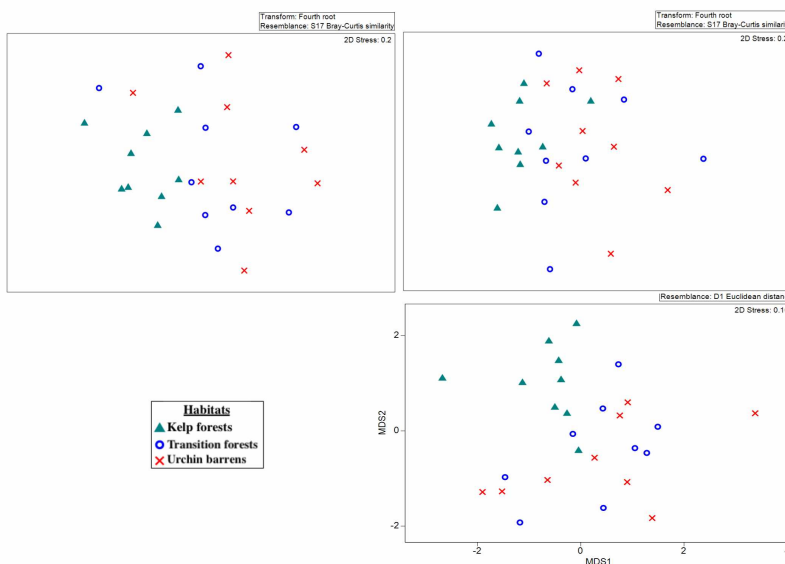 Transform: Fourth root
Resemblance: S17 Bray-Curtis similarity
2D Stress: 0.2
Transform: Fourth root
Resemblance: S17 Bray-Curtis similarity
2D Stress: 0.2
Resemblance: D1 Euclidean distan
2D Stress: 0.1
2
0
-2
MDS2
-2
0
2
MDS1
Habitats
Kelp forests
Transition forests
Urchin barrens